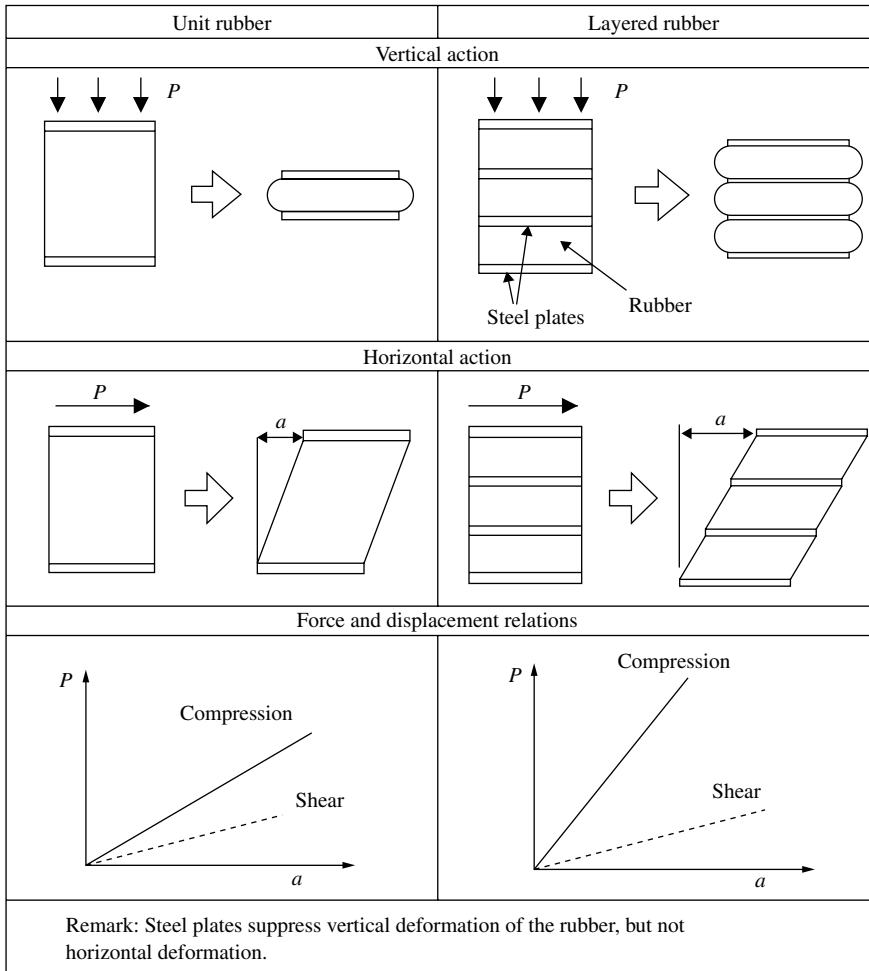 Unit rubber
Layered rubber
Vertical action
P
P
Rubber
Steel plates
Horizontal action
P
a
P
a
Force and displacement relations
P
Compression
Shear
a
P
Compression
Shear
a
Remark: Steel plates suppress vertical deformation of the rubber, but not
horizontal deformation.